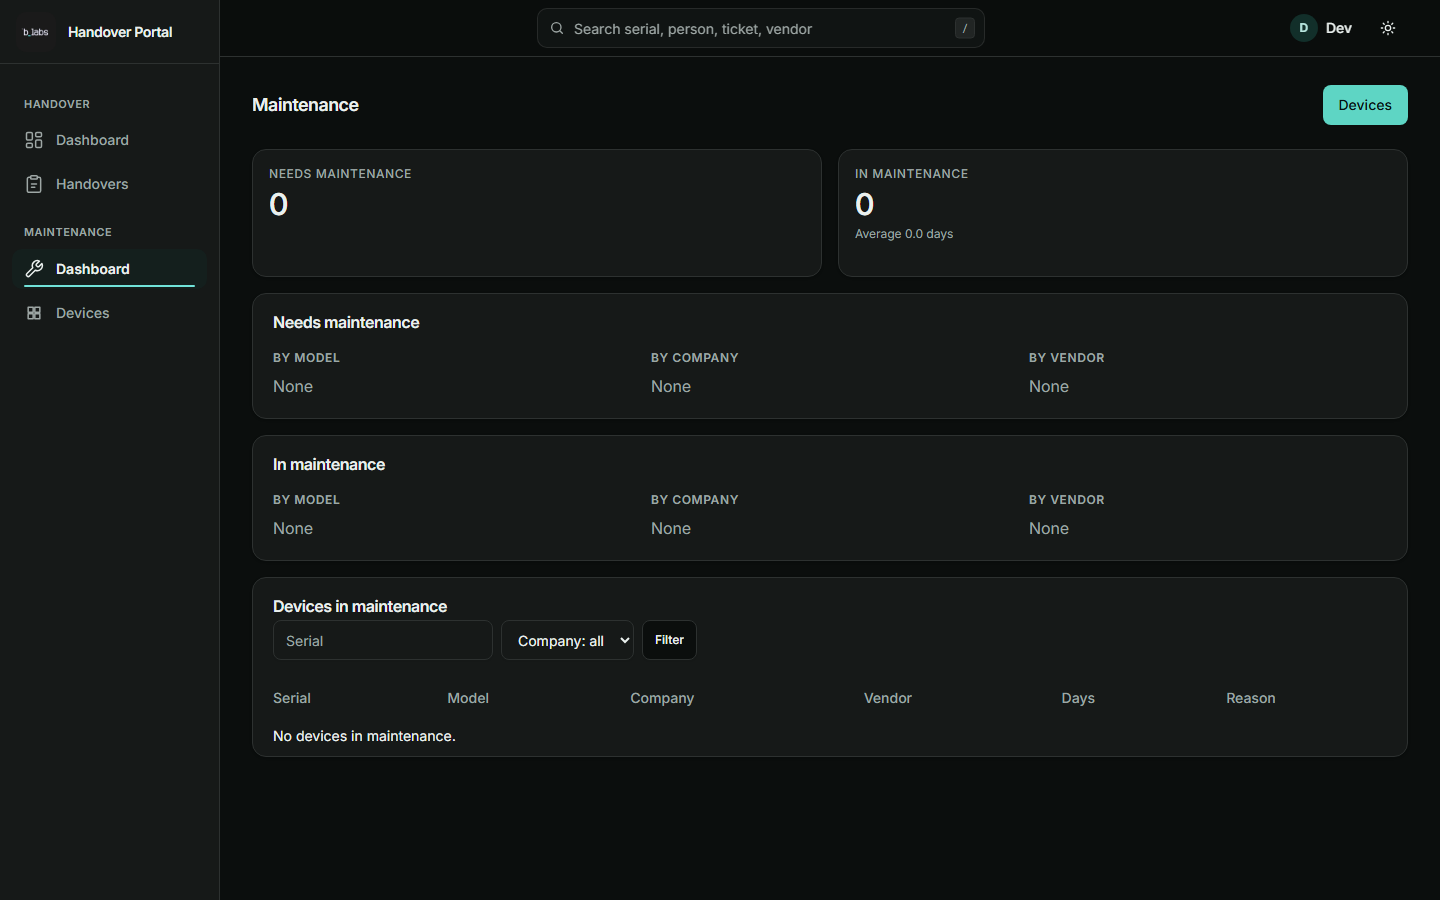 b_labs
Handover Portal
Search serial, person, ticket, vendor
/
D
Dev
HANDOVER
Dashboard
Handovers
MAINTENANCE
Dashboard
Devices
Maintenance
Devices
NEEDS MAINTENANCE
0
IN MAINTENANCE
0
Average 0.0 days
Needs maintenance
BY MODEL
BY COMPANY
BY VENDOR
None
None
None
In maintenance
BY MODEL
BY COMPANY
BY VENDOR
None
None
None
Devices in maintenance
Serial
Company: all
Filter
Serial
Model
Company
Vendor
Days
Reason
No devices in maintenance.